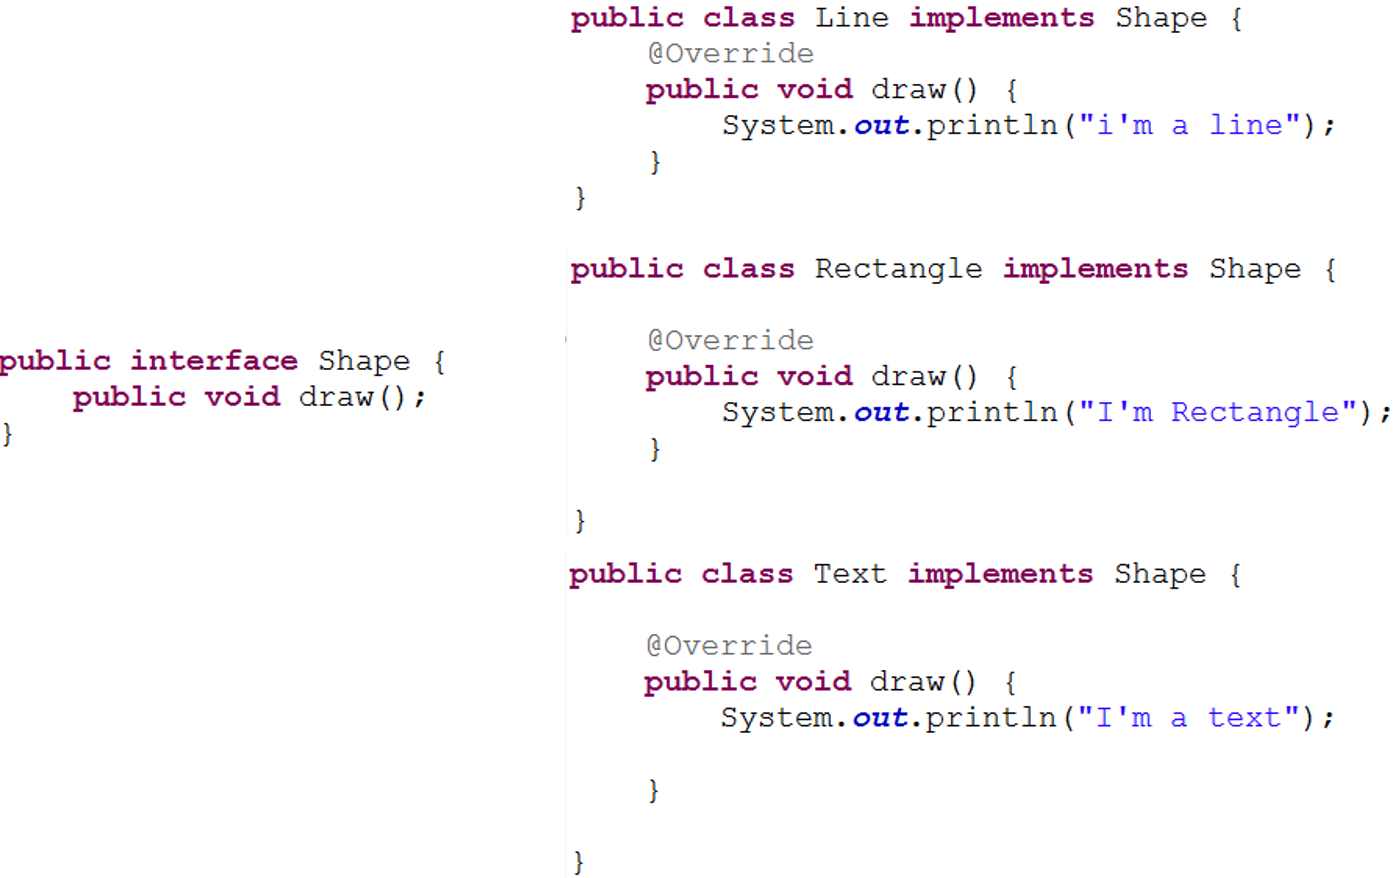 public interface Shape {
    public void draw();
}
public class Line implements Shape {
    @Override
    public void draw() {
        System.out.println("i'm a line");
    }
}
public class Rectangle implements Shape {
    @Override
    public void draw() {
        System.out.println("I'm Rectangle");
    }
}
public class Text implements Shape {
    @Override
    public void draw() {
        System.out.println("I'm a text");
    }
}